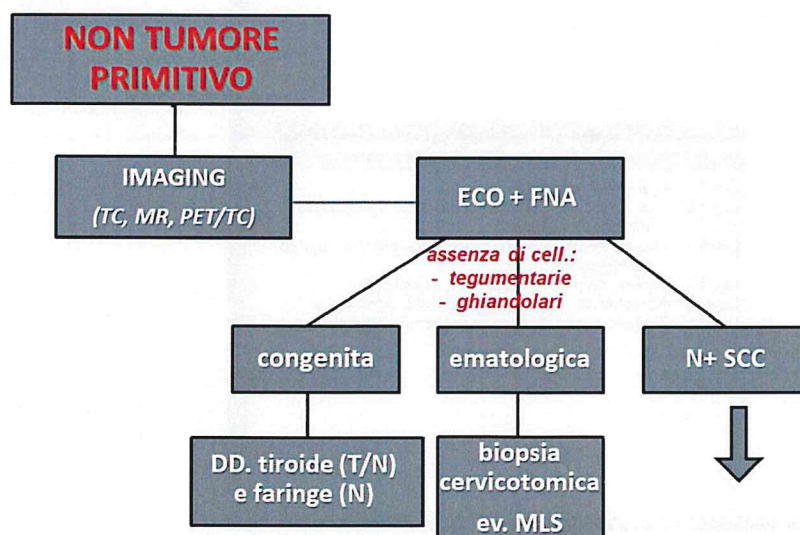 NON TUMORE
PRIMITIVO
IMAGING
(TC, MR, PET/TC)
ECO + FNA
assenza di cell.:
- tegumentarie
- ghiandolari
congenita
ematologica
N+ SCC
DD. tiroide (T/N)
e faringe (N)
biopsia
cervicotomica
ev. MLS